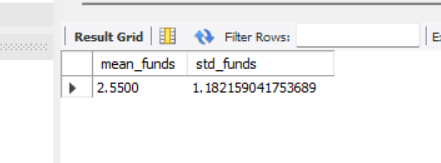 Result Grid Filter Rows:
mean_funds std_funds
2.5500 1.182159041753689